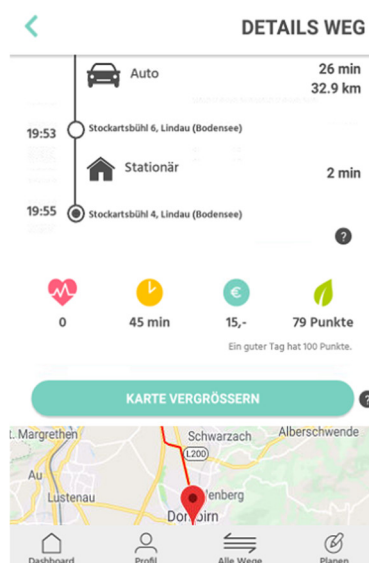 DETAILS WEG
Auto
26 min
32.9 km
19:53
Stockartsbühl 6, Lindau (Bodensee)
Stationär
2 min
19:55
Stockartsbühl 4, Lindau (Bodensee)
?
€
0
45 min
15,-
79 Punkte
Ein guter Tag hat 100 Punkte.
KARTE VERGRÖSSERN
?
. Margrethen
Schwarzach
Alberschwende
L200
Au
Lustenau
enberg
Dornbirn
Dashboard
Profil
Alle Wege
Planen